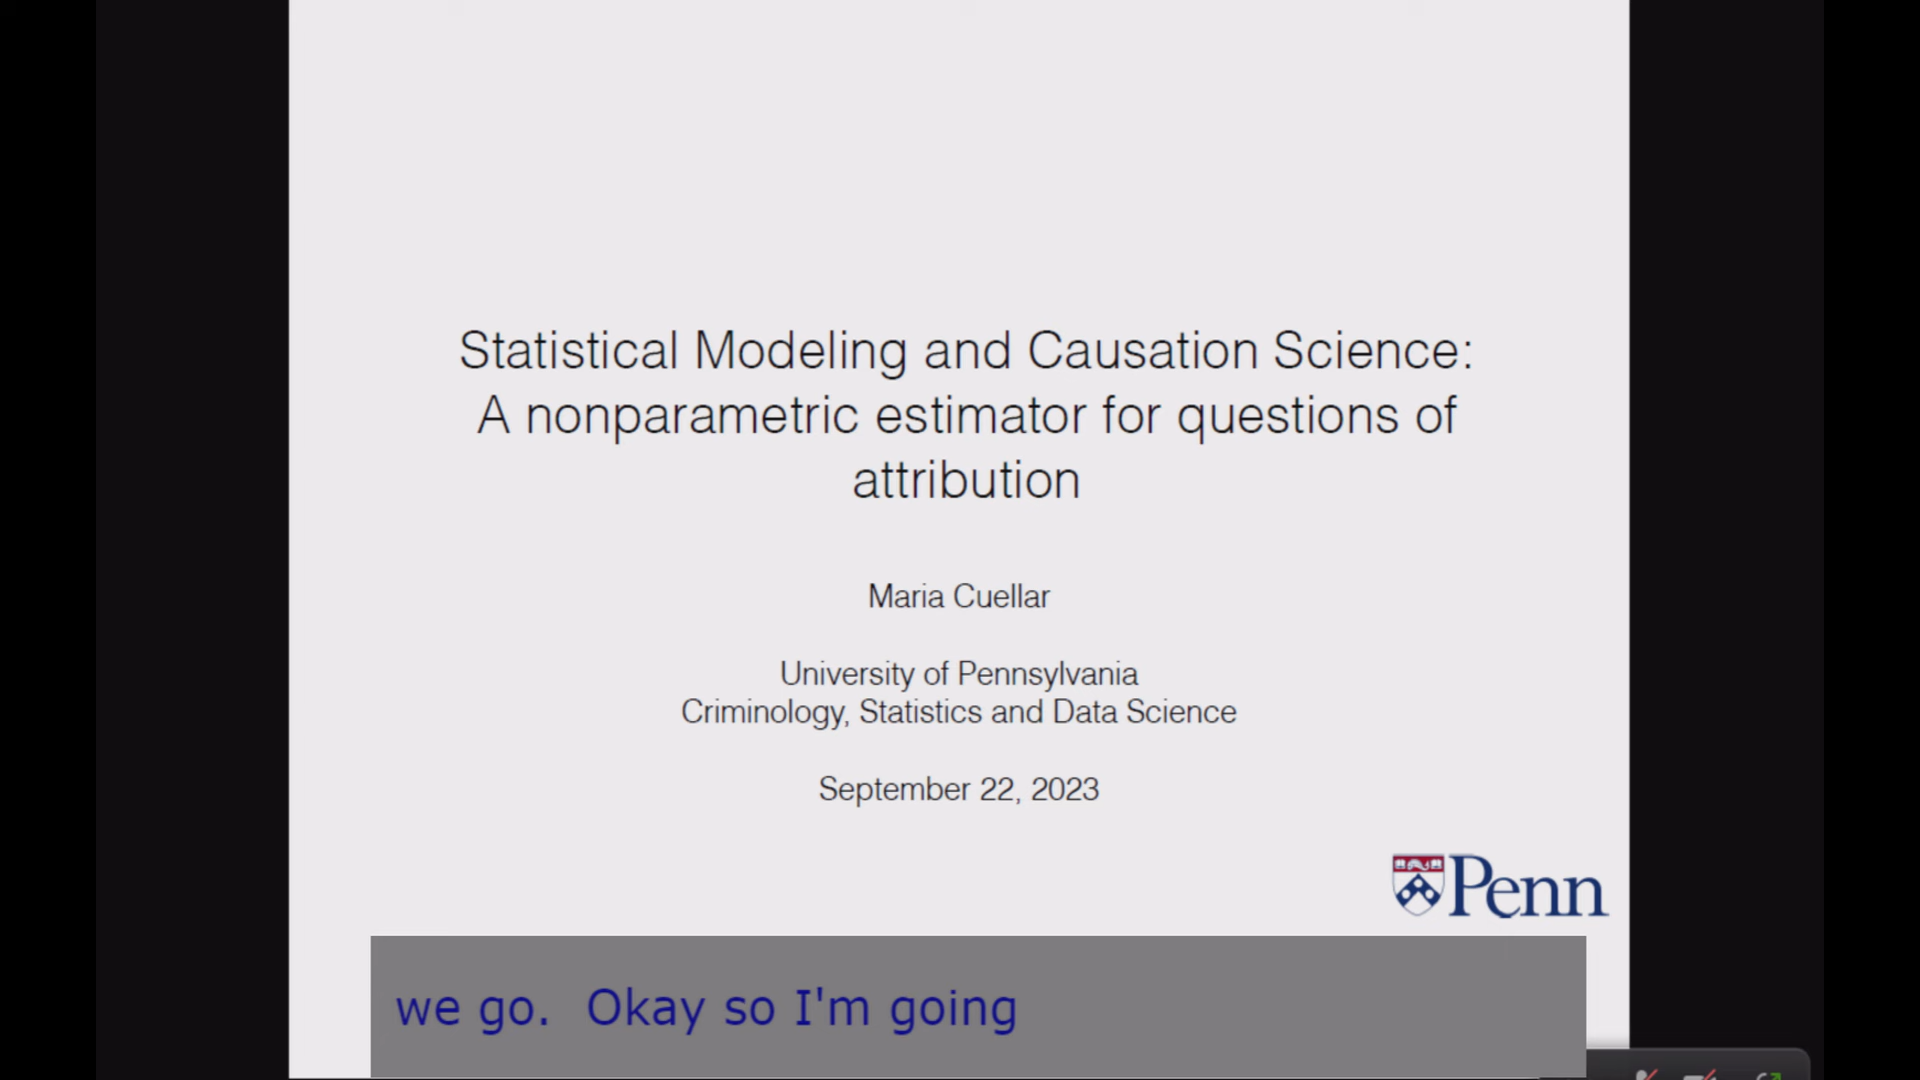 Statistical Modeling and Causation Science:
A nonparametric estimator for questions of
attribution
Maria Cuellar
University of Pennsylvania
Criminology, Statistics and Data Science
September 22, 2023
Penn
we go.  Okay so I'm going